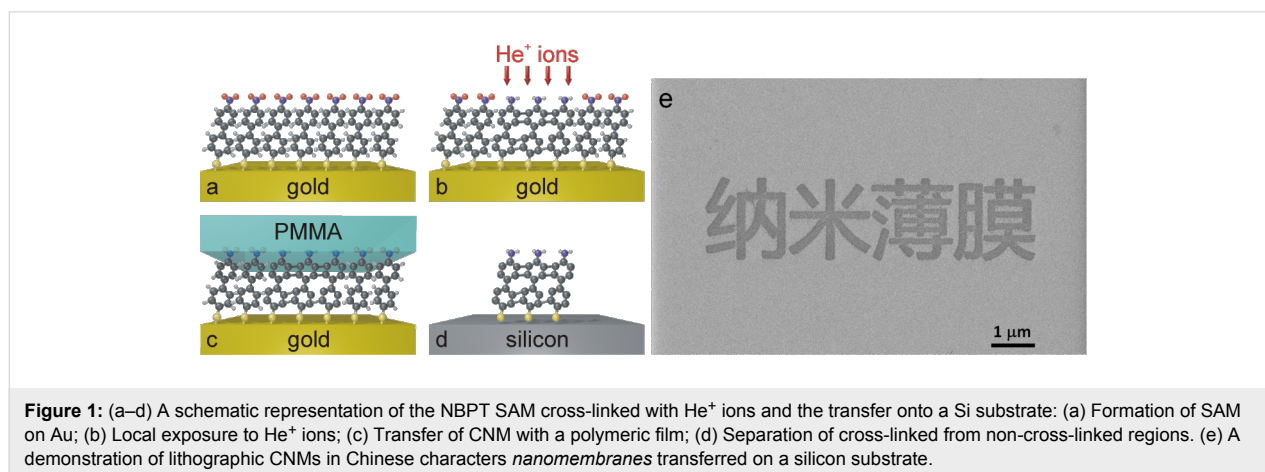 He⁺ ions
a
gold
b
gold
PMMA
c
gold
d
silicon
e
纳米薄膜
1 µm
Figure 1: (a–d) A schematic representation of the NBPT SAM cross-linked with He⁺ ions and the transfer onto a Si substrate: (a) Formation of SAM
on Au; (b) Local exposure to He⁺ ions; (c) Transfer of CNM with a polymeric film; (d) Separation of cross-linked from non-cross-linked regions. (e) A
demonstration of lithographic CNMs in Chinese characters nanomembranes transferred on a silicon substrate.